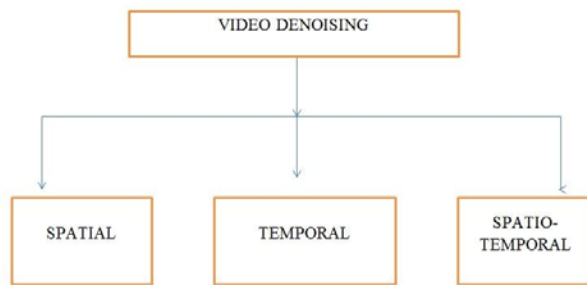 VIDEO DENOISING
SPATIAL
TEMPORAL
SPATIO-
TEMPORAL